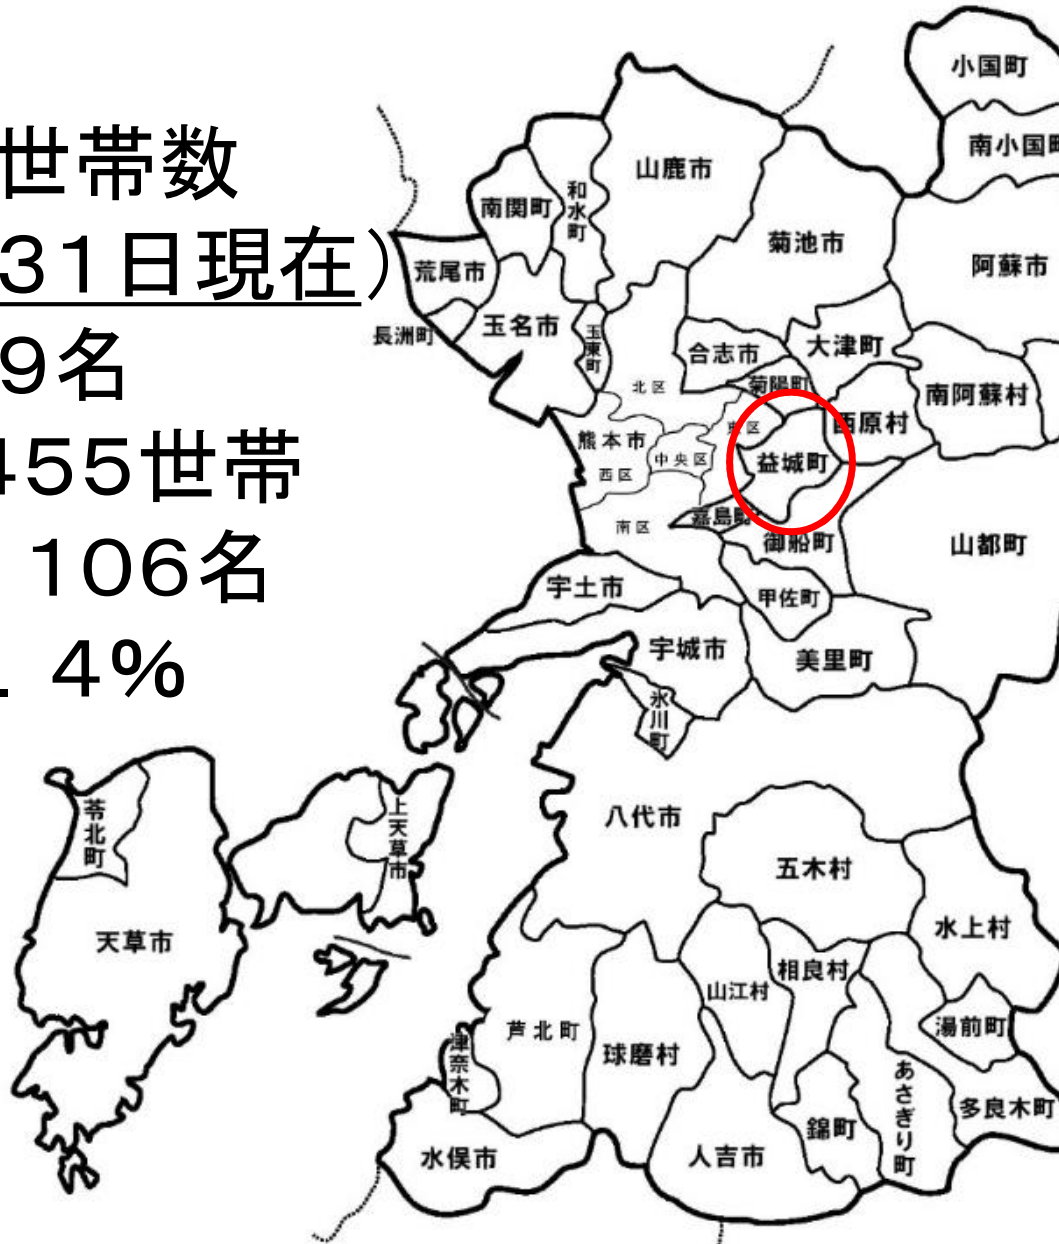 世帯数
31日現在)
9名
455世帯
106名
4%
小国町
南小国町
山鹿市
和水町
南関町
菊池市
阿蘇市
荒尾市
長洲町
玉名市
玉東町
合志市
大津町
菊陽町
南阿蘇村
北区
東区
西原村
熊本市
中央区
西区
益城町
南区
嘉島町
御船町
山都町
宇土市
甲佐町
宇城市
美里町
氷川町
八代市
苓北町
上天草市
五木村
天草市
水上村
相良村
山江村
湯前町
芦北町
球磨村
津奈木町
あさぎり町
多良木町
錦町
水俣市
人吉市